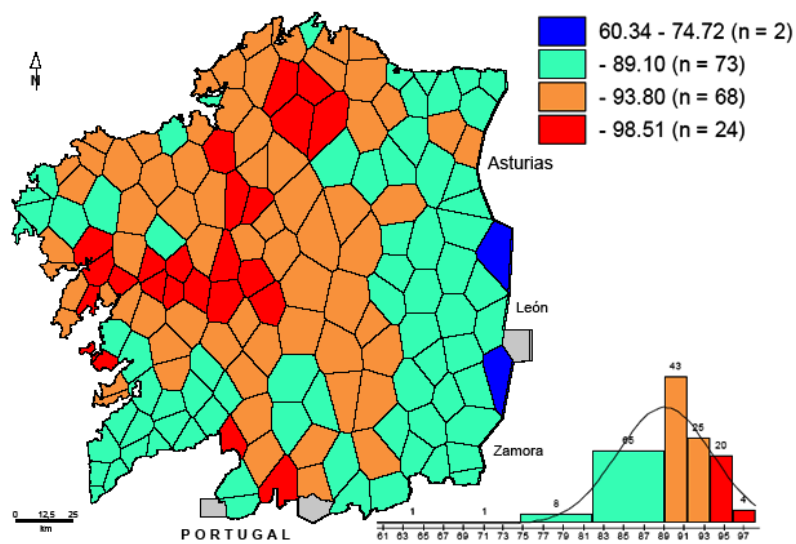 N
60.34 - 74.72 (n = 2)
- 89.10 (n = 73)
- 93.80 (n = 68)
- 98.51 (n = 24)
Asturias
León
Zamora
PORTUGAL
0 12,5 25
km
1 1 8 65 43 25 20 4
61 63 65 67 69 71 73 75 77 79 81 83 85 87 89 91 93 95 97